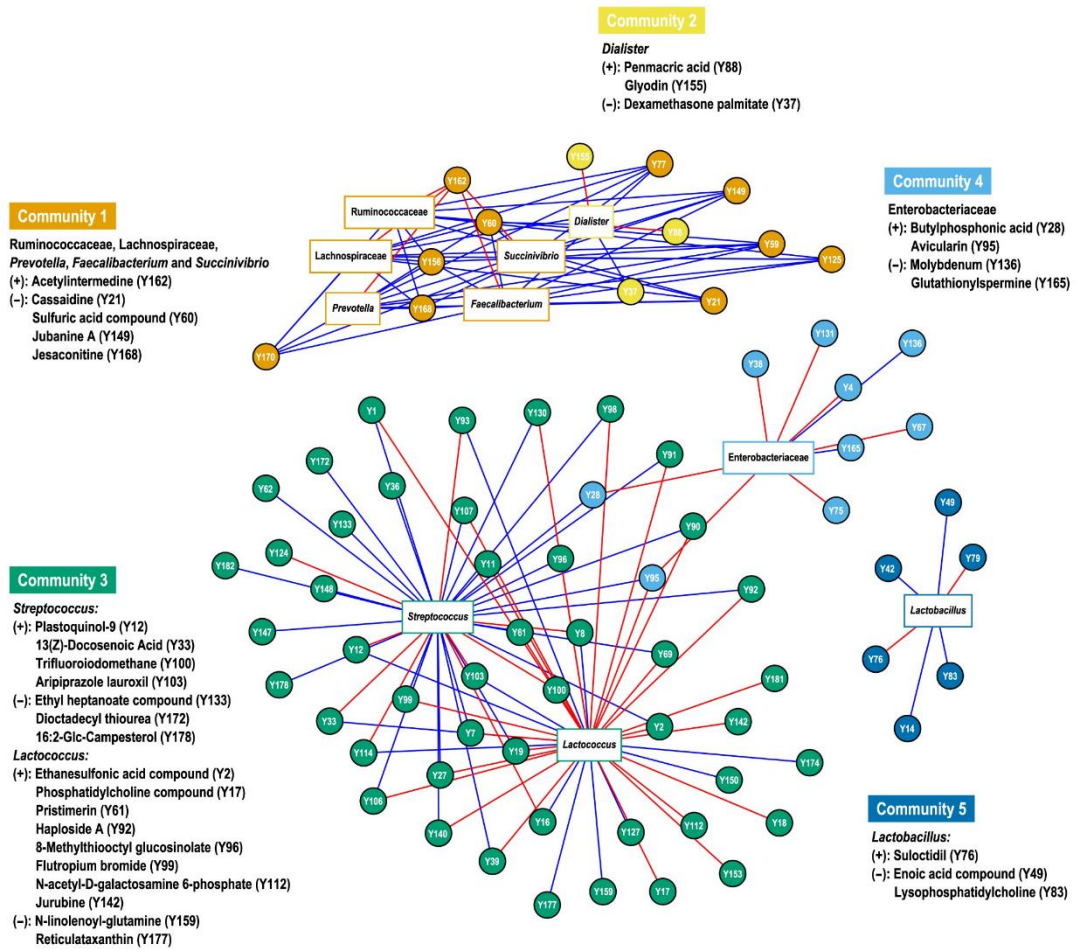 Community 2
Dialister
(+): Penmacric acid (Y88)
Glyodin (Y155)
(−): Dexamethasone palmitate (Y37)
Community 1
Ruminococcaceae, Lachnospiraceae,
Prevotella, Faecalibacterium and Succinivibrio
(+): Acetylintermedine (Y162)
(−): Cassaidine (Y21)
Sulfuric acid compound (Y60)
Jubanine A (Y149)
Jesaconitine (Y168)
Community 4
Enterobacteriaceae
(+): Butylphosphonic acid (Y28)
Avicularin (Y95)
(−): Molybdenum (Y136)
Glutathionylspermine (Y165)
Y155
Y77
Y162
Y149
Ruminococcaceae
Dialister
Y60
Y88
Y59
Lachnospiraceae
Y156
Succinivibrio
Y125
Y37
Prevotella
Y168
Faecalibacterium
Y21
Y170
Y38
Y131
Y136
Y4
Y67
Enterobacteriaceae
Y165
Y75
Y28
Y95
Y1
Y93
Y130
Y98
Y172
Y91
Y62
Y36
Y107
Y133
Y90
Y124
Y11
Y96
Y182
Y148
Y92
Streptococcus
Y147
Y61
Y8
Y12
Y69
Y178
Y103
Y100
Y181
Y99
Y33
Y2
Y142
Y7
Lactococcus
Y114
Y19
Y174
Y27
Y150
Y106
Y140
Y16
Y127
Y112
Y18
Y39
Y153
Y177
Y159
Y17
Y49
Y42
Y79
Lactobacillus
Y76
Y83
Y14
Community 3
Streptococcus:
(+): Plastoquinol-9 (Y12)
13(Z)-Docosenoic Acid (Y33)
Trifluoroiodomethane (Y100)
Aripiprazole lauroxil (Y103)
(−): Ethyl heptanoate compound (Y133)
Dioctadecyl thiourea (Y172)
16:2-Glc-Campesterol (Y178)
Lactococcus:
(+): Ethanesulfonic acid compound (Y2)
Phosphatidylcholine compound (Y17)
Pristimerin (Y61)
Haploside A (Y92)
8-Methylthiooctyl glucosinolate (Y96)
Flutropium bromide (Y99)
N-acetyl-D-galactosamine 6-phosphate (Y112)
Jurubine (Y142)
(−): N-linolenoyl-glutamine (Y159)
Reticulataxanthin (Y177)
Community 5
Lactobacillus:
(+): Suloctidil (Y76)
(−): Enoic acid compound (Y49)
Lysophosphatidylcholine (Y83)